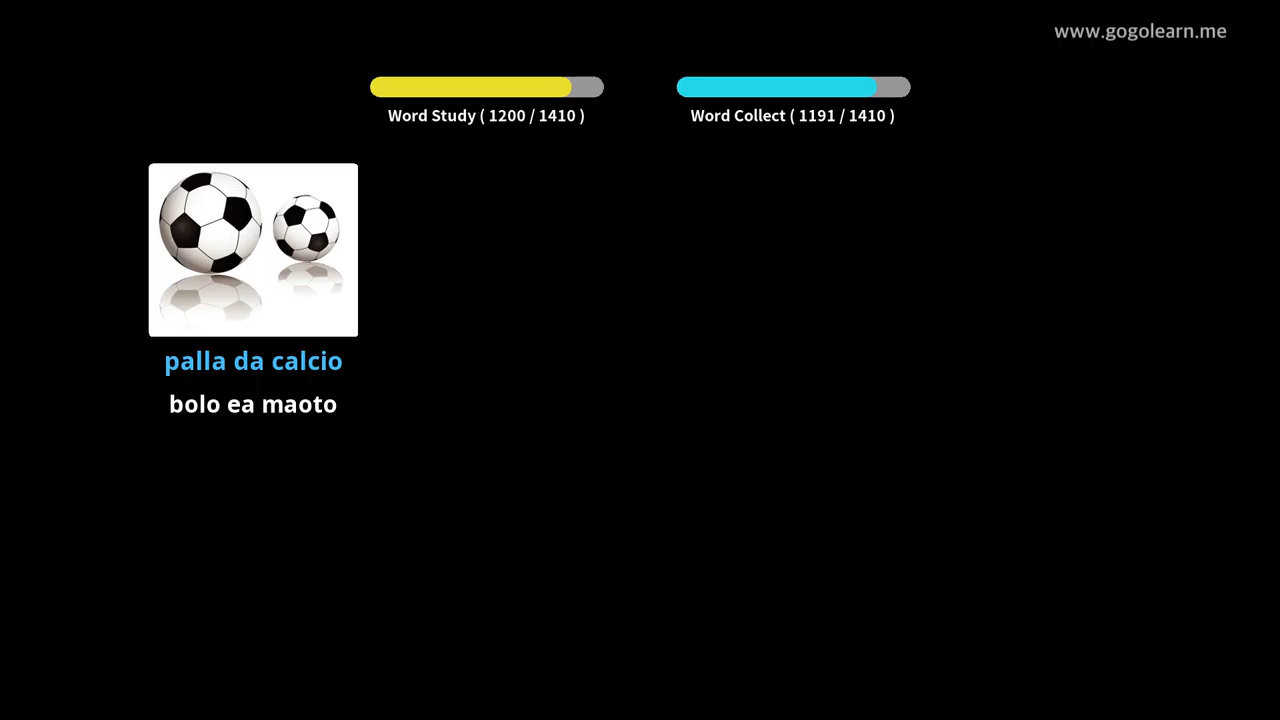 www.gogolearn.me
Word Study ( 1200 / 1410 )
Word Collect ( 1191 / 1410 )
palla da calcio
bolo ea maoto